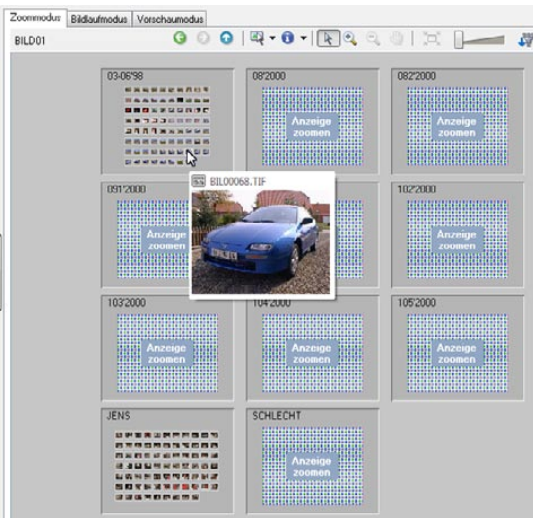 Zoommodus Bildlaufmodus Vorschaumodus
BILD01
03-06'98 08'2000 082'2000
Anzeige Anzeige
zoomen zoomen
BIL00068.TIF
091'2000 102'2000
Anzeige Anzeige
zoomen zoomen
103'2000 104'2000 105'2000
Anzeige Anzeige Anzeige
zoomen zoomen zoomen
JENS SCHLECHT
Anzeige
zoomen